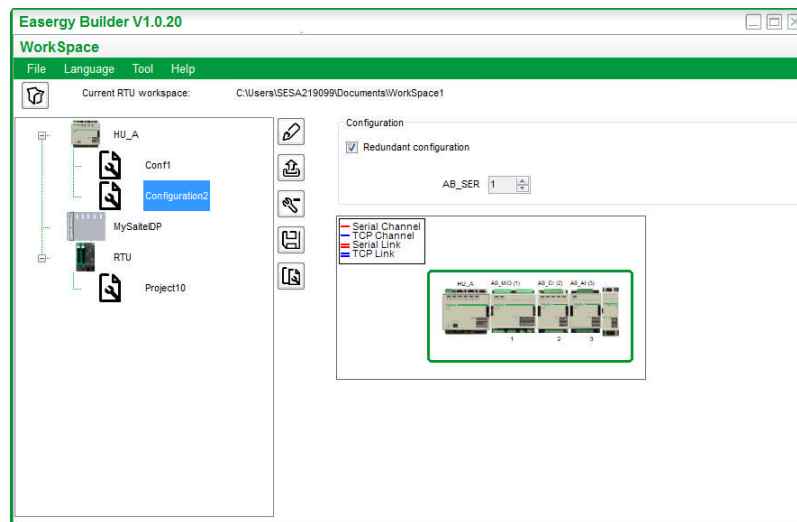 Easergy Builder V1.0.20
WorkSpace
File Language Tool Help
Current RTU workspace: C:\Users\SESA219099\Documents\WorkSpace1
HU_A
Conf1
Configuration2
MySaitelDP
RTU
Project10
Configuration
Redundant configuration
AB_SER 1
Serial Channel
TCP Channel
Serial Link
TCP Link
HU_A AB_MIO (1) AB_DI (2) AB_AI (3)
1 2 3